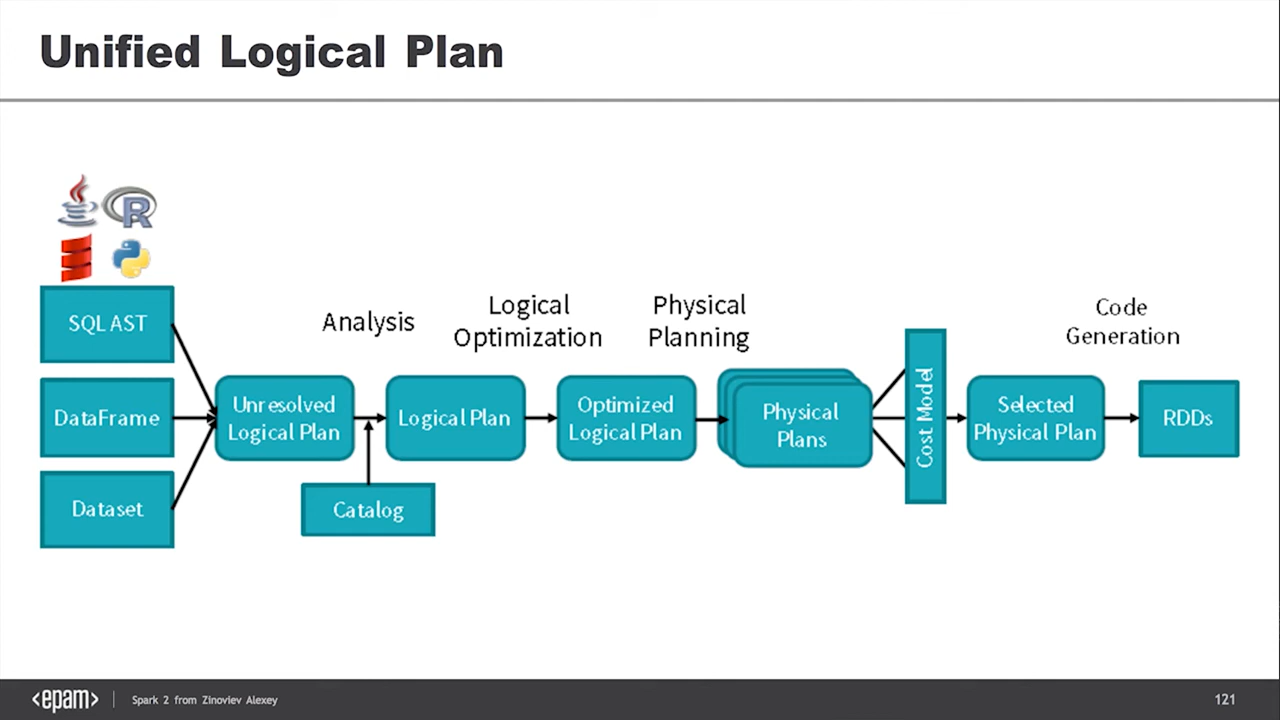 Unified Logical Plan
R
SQL AST
DataFrame
Dataset
Unresolved
Logical Plan
Analysis
Catalog
Logical Plan
Logical
Optimization
Optimized
Logical Plan
Physical
Planning
Physical
Plans
Cost Model
Selected
Physical Plan
Code
Generation
RDDs
<epam>
Spark 2 from Zinoviev Alexey
121